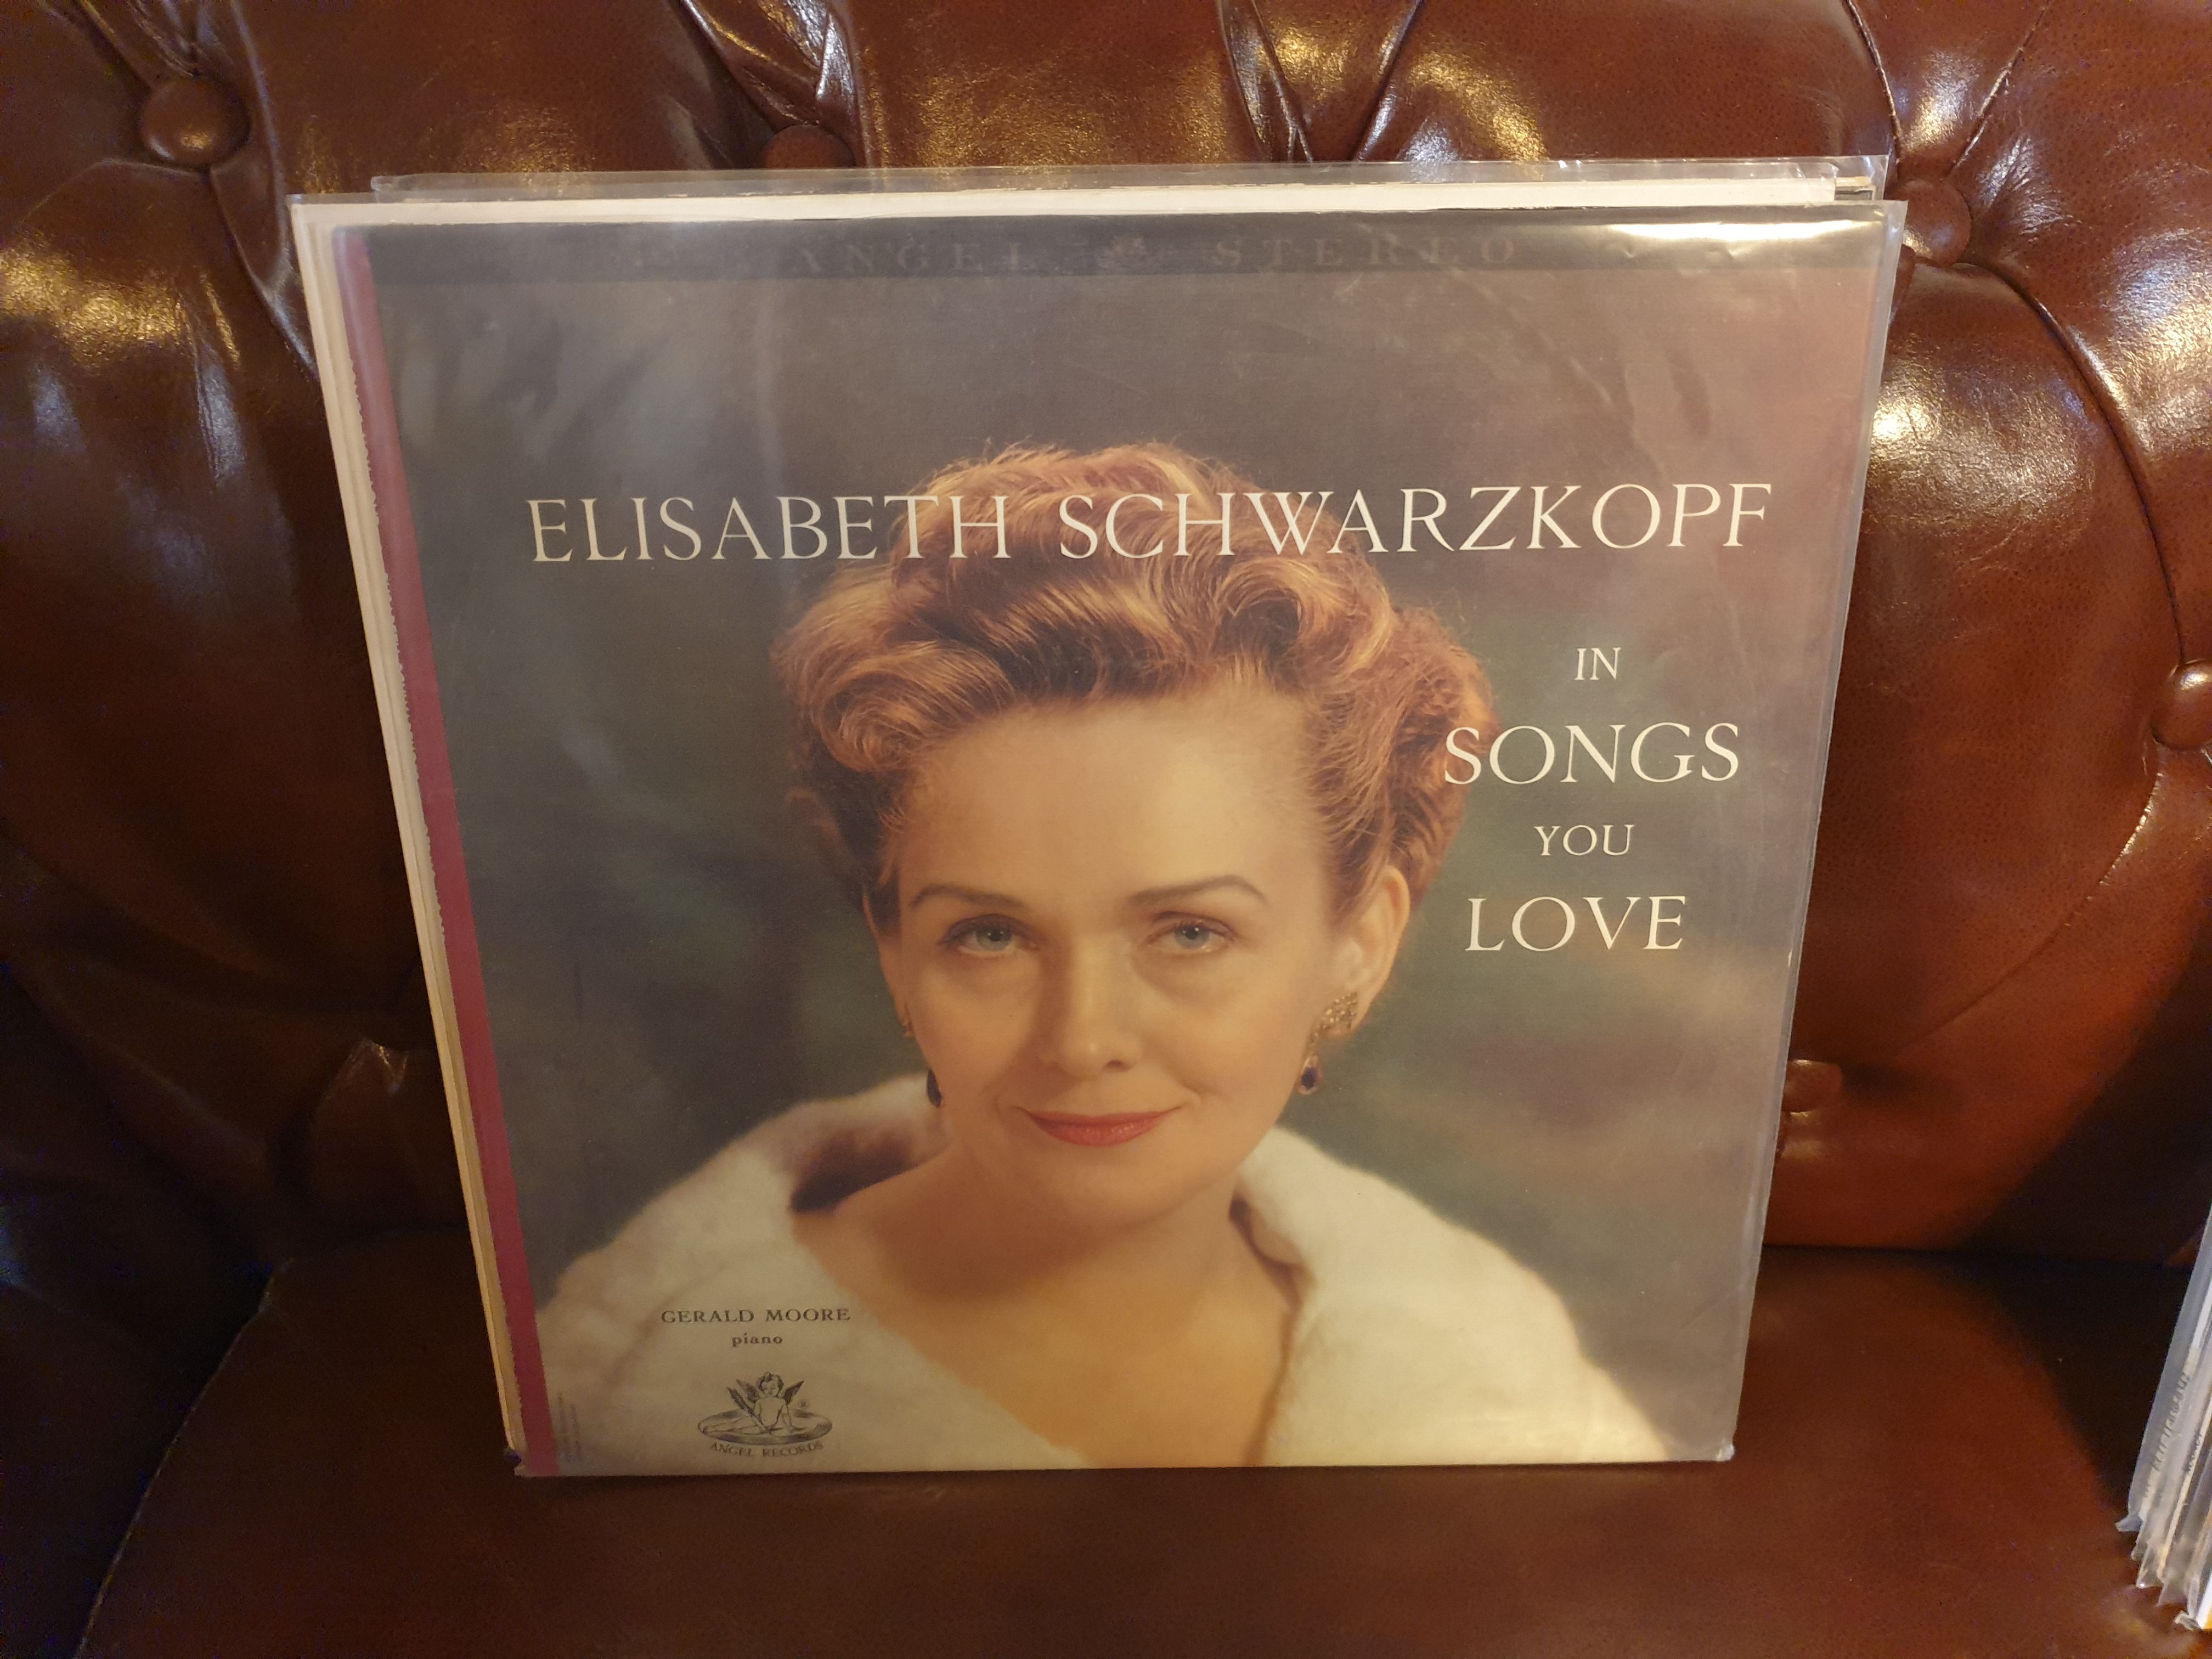 ANGEL STEREO
ELISABETH SCHWARZKOPF
IN
SONGS
YOU
LOVE
GERALD MOORE
piano
ANGEL RECORDS